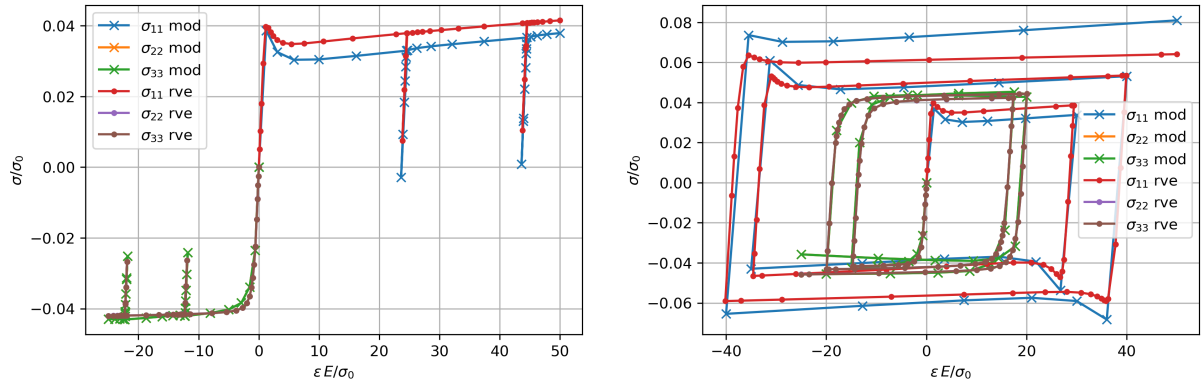 σ/σ₀
0.04
0.02
0.00
−0.02
−0.04
σ₁₁ mod
σ₂₂ mod
σ₃₃ mod
σ₁₁ rve
σ₂₂ rve
σ₃₃ rve
−20 −10 0 10 20 30 40 50
ε E/σ₀
σ/σ₀
0.08
0.06
0.04
0.02
0.00
−0.02
−0.04
−0.06
σ₁₁ mod
σ₂₂ mod
σ₃₃ mod
σ₁₁ rve
σ₂₂ rve
σ₃₃ rve
−40 −20 0 20 40
ε E/σ₀